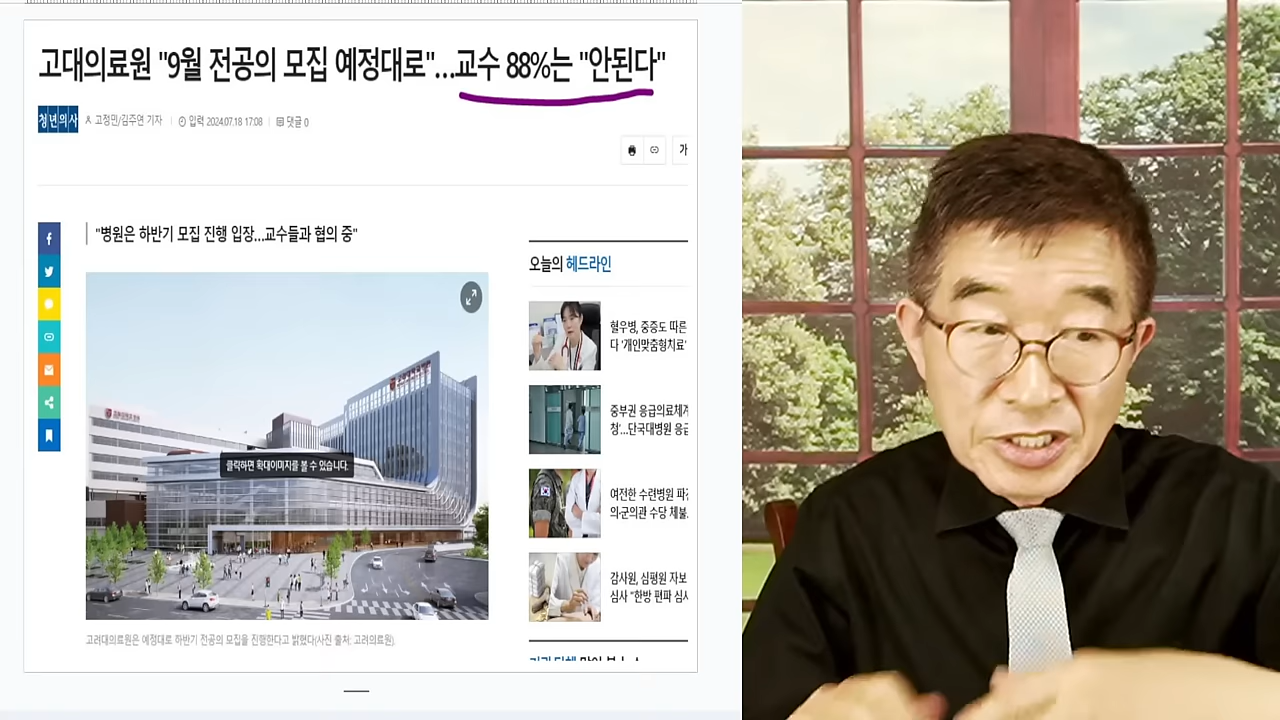 고대의료원 "9월 전공의 모집 예정대로"...교수 88%는 "안된다"
청년의사 고정민/김주연 기자 입력 2024.07.18 17:08 댓글 0
가
"병원은 하반기 모집 진행 입장...교수들과 협의 중"
오늘의 헤드라인
혈우병, 중증도 따른
다 '개인맞춤형치료'
중부권 응급의료체계
창'...단국대병원 응급
여전한 수련병원 파견
의·군의관 수당 체불
감사원, 심평원 자보
심사 "한방 편파 심사
클릭하면 확대이미지를 볼 수 있습니다.
고려대의료원은 예정대로 하반기 전공의 모집을 진행한다고 밝혔다(사진 출처: 고려의료원).